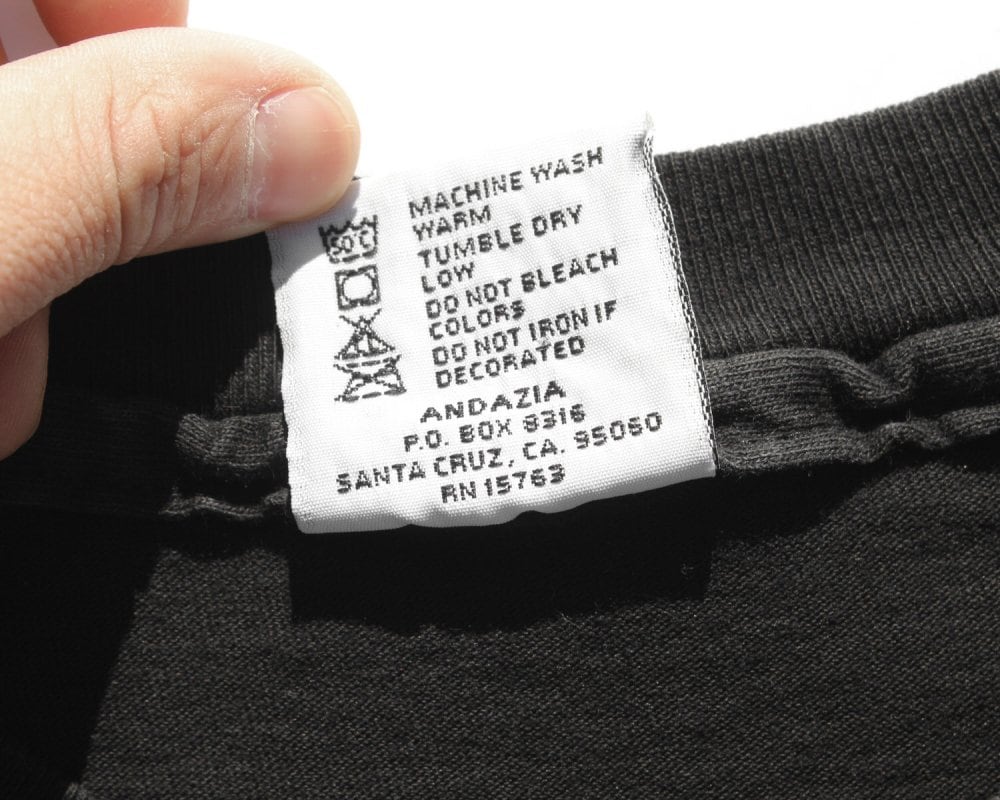 MACHINE WASH
WARM
30°C
TUMBLE DRY
LOW
DO NOT BLEACH
COLORS
DO NOT IRON IF
DECORATED
ANDAZIA
P.O. BOX 8316
SANTA CRUZ, CA. 95060
RN 15763